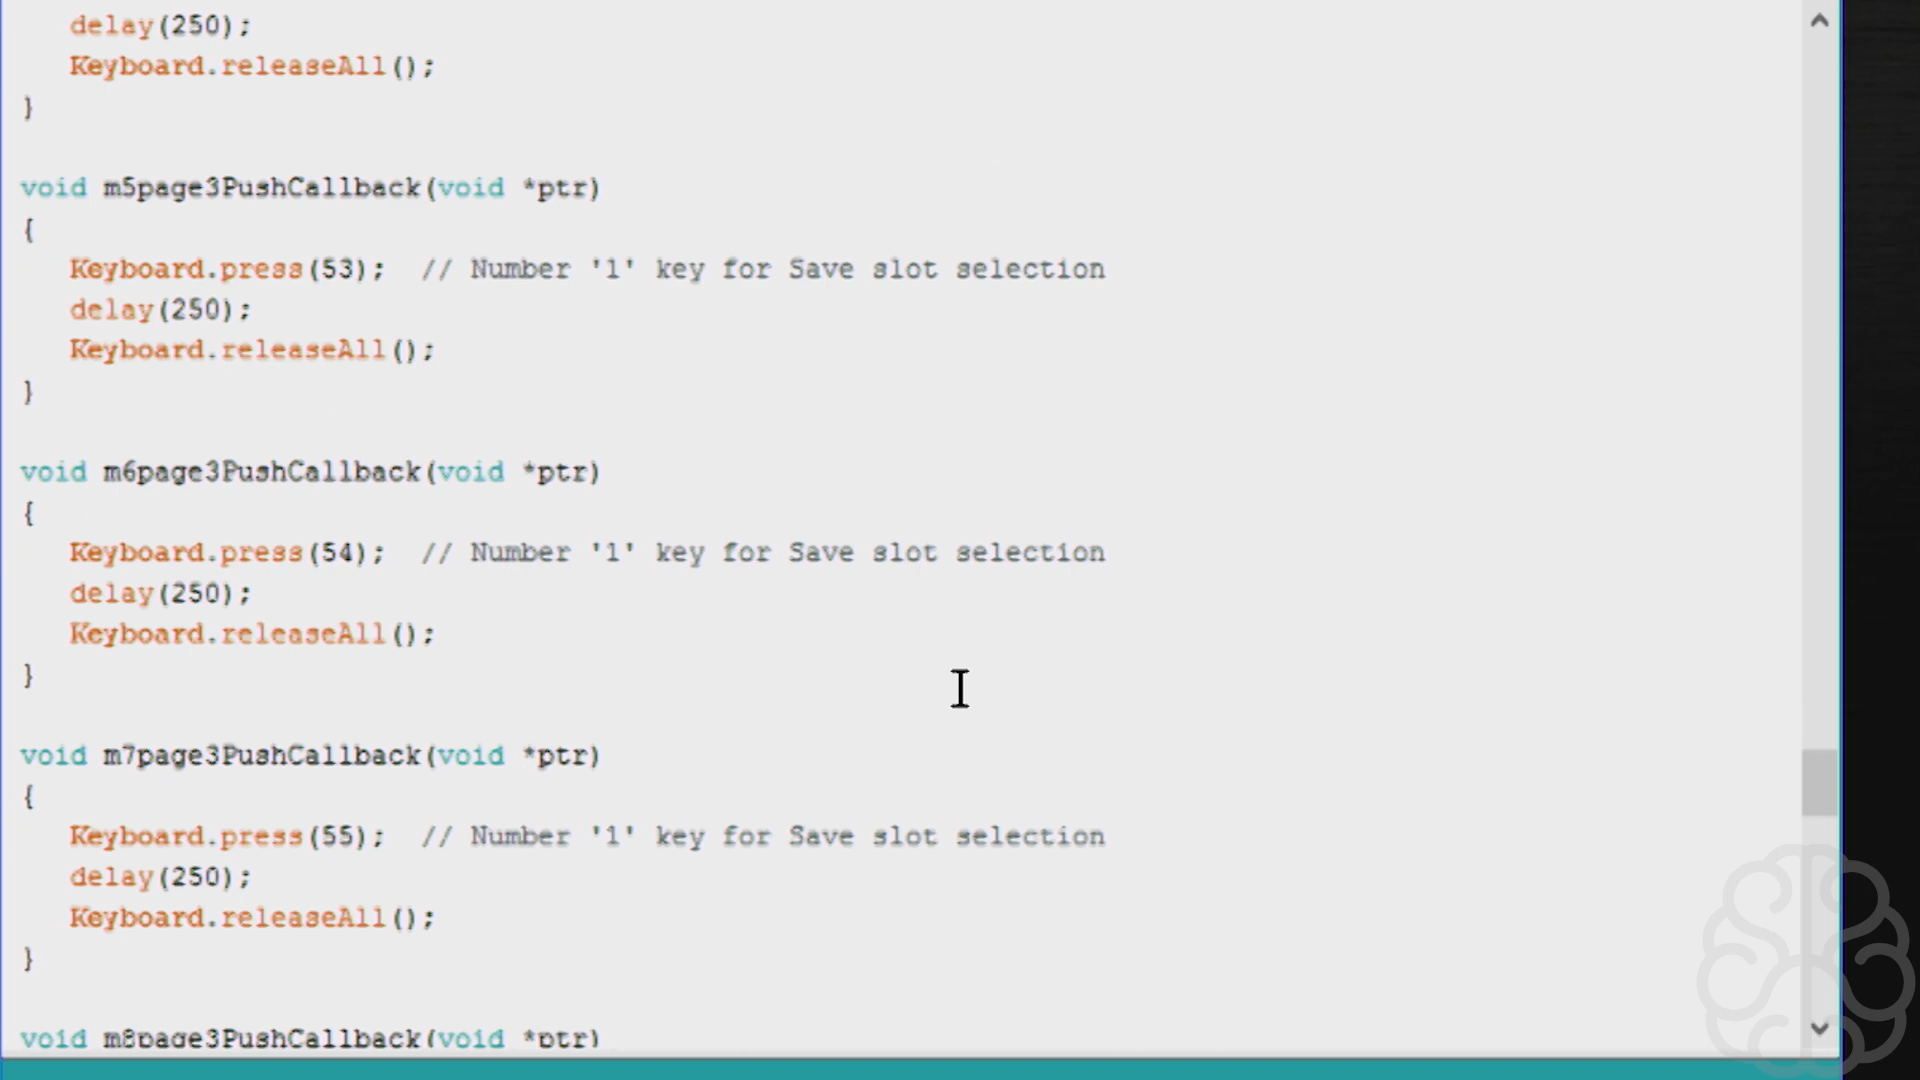 delay(250);
Keyboard.releaseAll();
}
void m5page3PushCallback(void *ptr)
{
Keyboard.press(53);  // Number '1' key for Save slot selection
delay(250);
Keyboard.releaseAll();
}
void m6page3PushCallback(void *ptr)
{
Keyboard.press(54);  // Number '1' key for Save slot selection
delay(250);
Keyboard.releaseAll();
}
void m7page3PushCallback(void *ptr)
{
Keyboard.press(55);  // Number '1' key for Save slot selection
delay(250);
Keyboard.releaseAll();
}
void m8page3PushCallback(void *ptr)